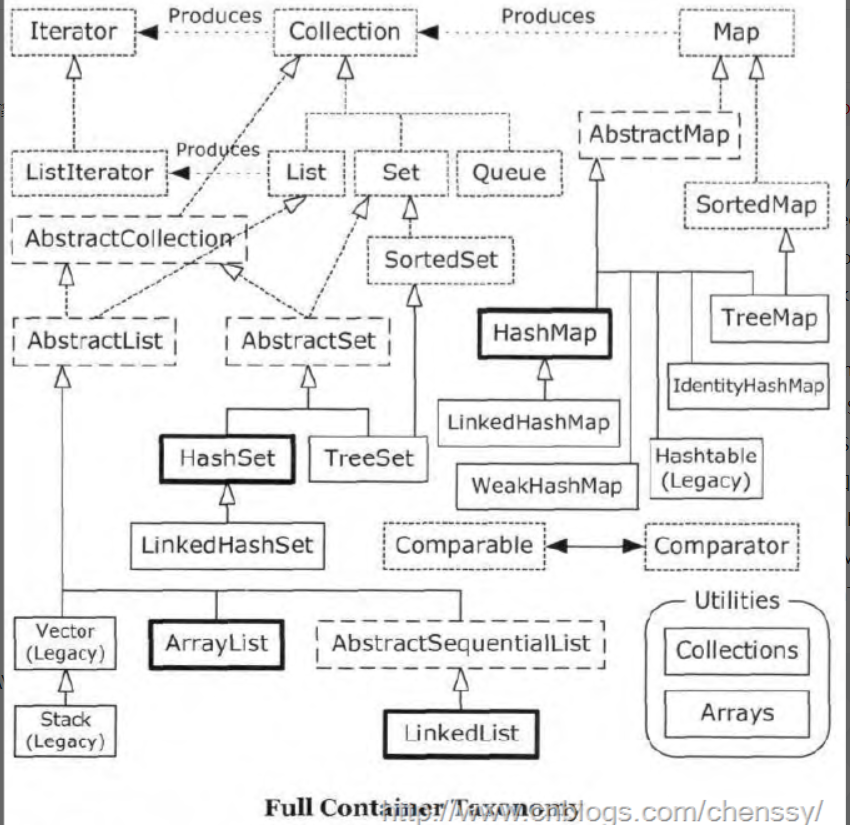 Iterator
Produces
Collection
Produces
Map
AbstractMap
ListIterator
Produces
List
Set
Queue
SortedMap
AbstractCollection
SortedSet
AbstractList
AbstractSet
HashMap
TreeMap
IdentityHashMap
LinkedHashMap
HashSet
TreeSet
Hashtable
(Legacy)
WeakHashMap
LinkedHashSet
Comparable
Comparator
Utilities
Collections
Arrays
Vector
(Legacy)
ArrayList
AbstractSequentialList
Stack
(Legacy)
LinkedList
Full Container Taxonomy
http://www.cnblogs.com/chenssy/